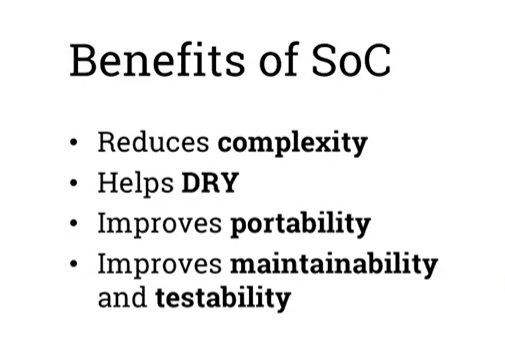 Benefits of SoC
• Reduces complexity
• Helps DRY
• Improves portability
• Improves maintainability
and testability